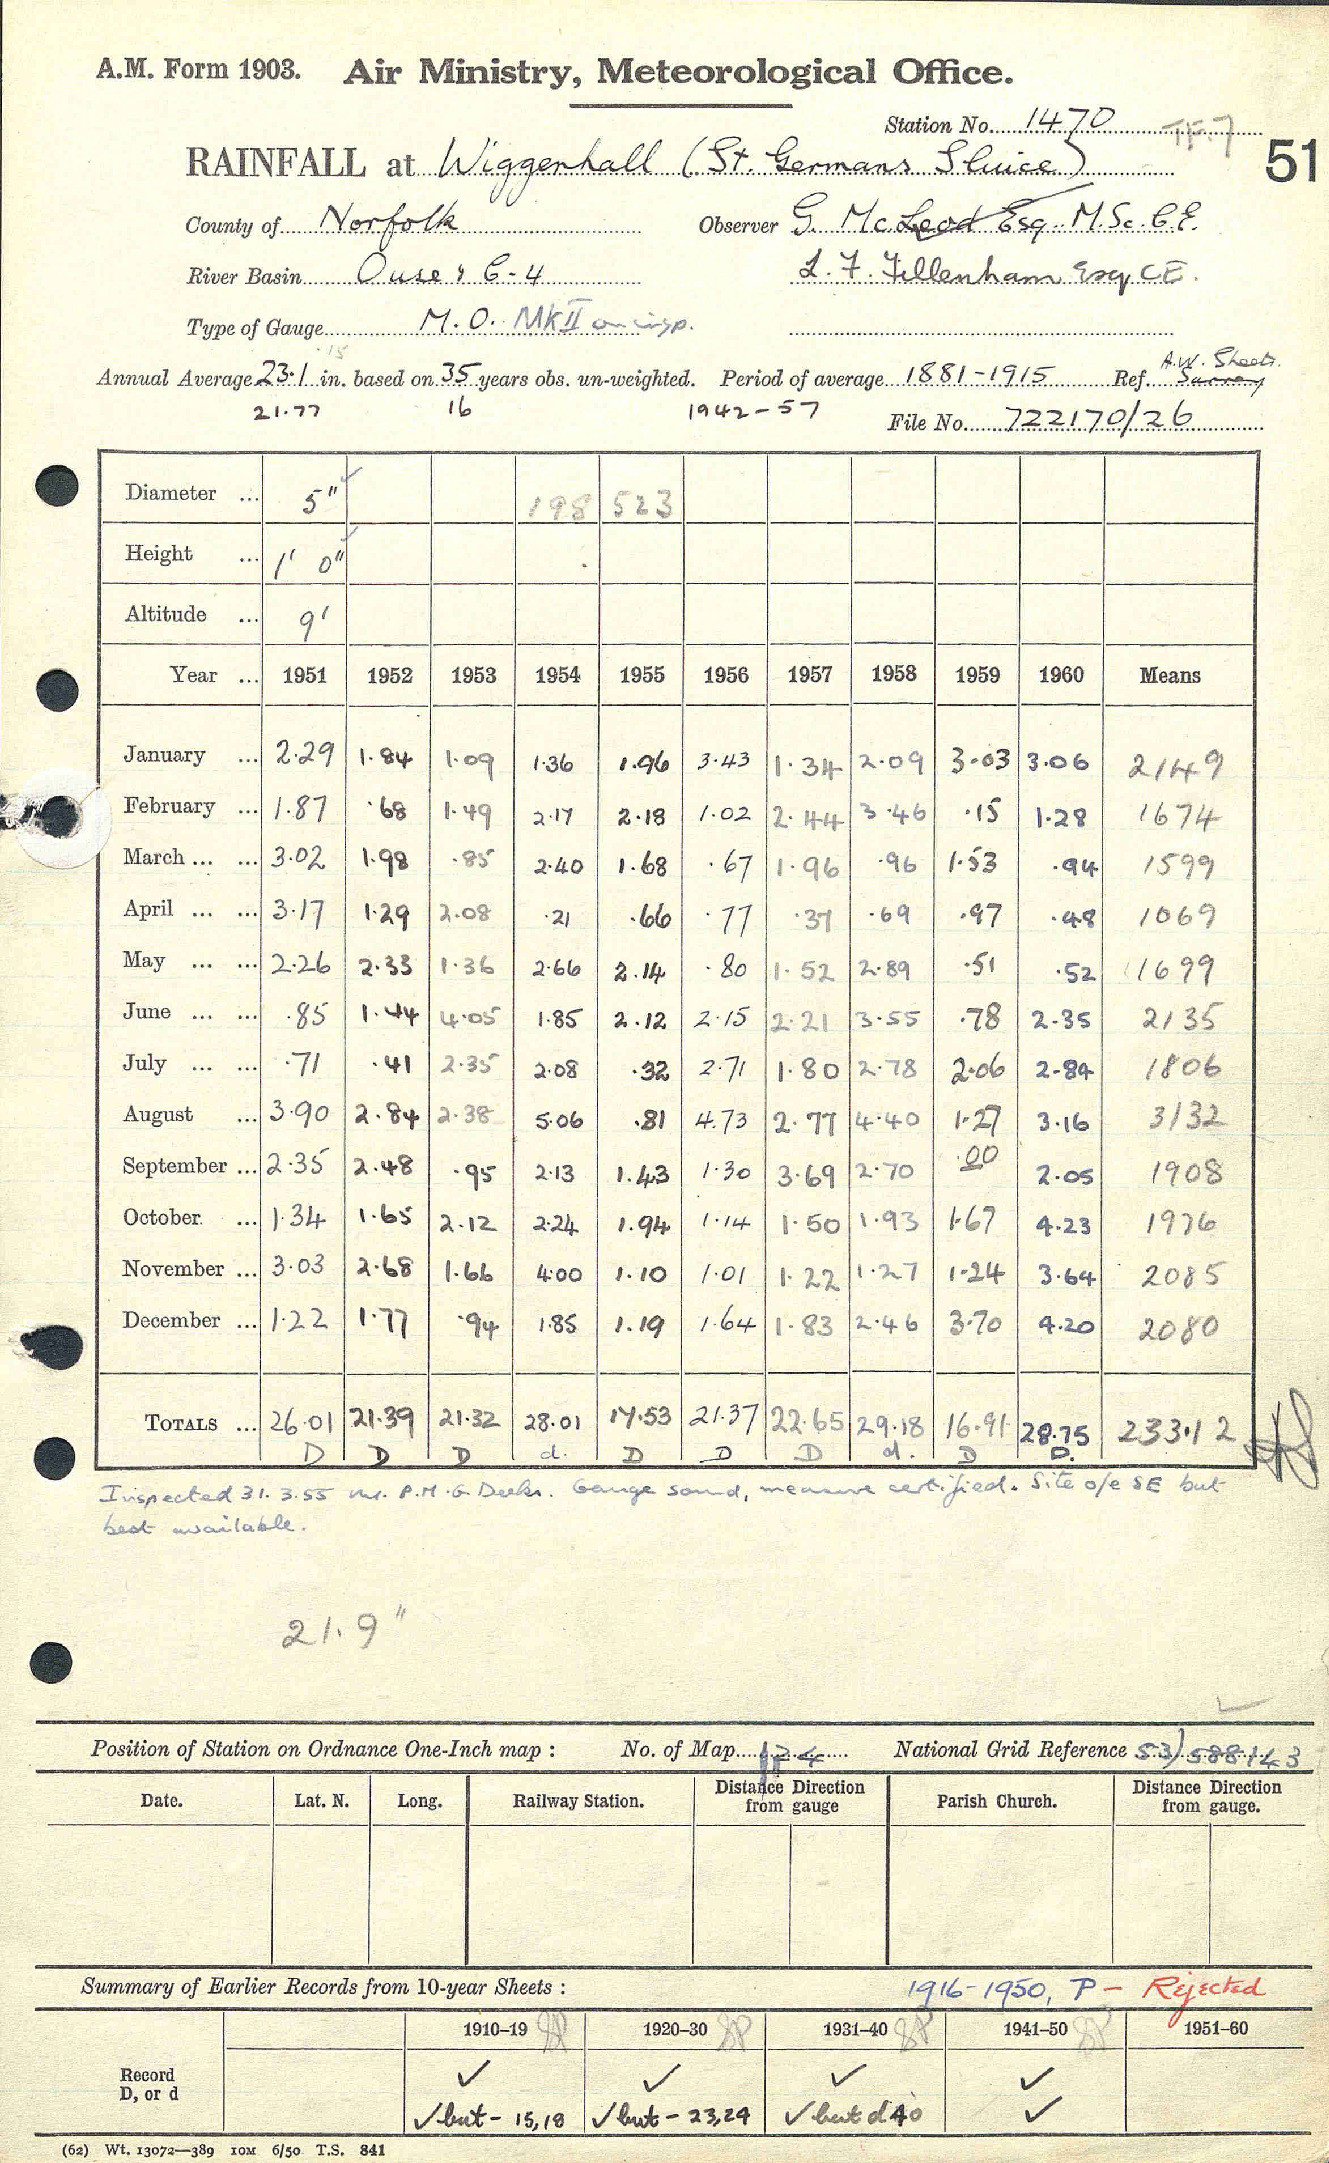 A.M. Form 1903. Air Ministry, Meteorological Office.
Station No. 1470 TF.7
RAINFALL at Wiggenhall (St. Germans Sluice) 51
County of Norfolk Observer G. McLeod Esq. M.Sc. C.E.
River Basin Ouse & C-4 L. F. Fillenham Esq CE.
Type of Gauge M.O. MkII on insp.
·15
Annual Average 23·1 in. based on 35 years obs. un-weighted. Period of average 1881-1915 Ref. A.W. Sheets. Survey
21.77 16 1942-57
File No. 722170/26
Diameter ... 5" 198 523
Height ... 1' 0"
Altitude ... 9'
Year ... 1951 1952 1953 1954 1955 1956 1957 1958 1959 1960 Means
January ... 2.29 1.84 1.09 1.36 1.96 3.43 1.34 2.09 3.03 3.06 2149
February ... 1.87 .68 1.49 2.17 2.18 1.02 2.44 3.46 .15 1.28 1674
March ... ... 3.02 1.98 .85 2.40 1.68 .67 1.96 .96 1.53 .94 1599
April ... ... 3.17 1.29 2.08 .21 .66 .77 .37 .69 .97 .48 1069
May ... ... 2.26 2.33 1.36 2.66 2.14 .80 1.52 2.89 .51 .52 1699
June ... ... .85 1.44 4.05 1.85 2.12 2.15 2.21 3.55 .78 2.35 2135
July ... ... .71 .41 2.35 2.08 .32 2.71 1.80 2.78 2.06 2.84 1806
August ... 3.90 2.84 2.38 5.06 .81 4.73 2.77 4.40 1.27 3.16 3132
September ... 2.35 2.48 .95 2.13 1.43 1.30 3.69 2.70 .00 2.05 1908
October ... 1.34 1.65 2.12 2.24 1.94 1.14 1.50 1.93 1.67 4.23 1976
November ... 3.03 2.68 1.66 4.00 1.10 1.01 1.22 1.27 1.24 3.64 2085
December ... 1.22 1.77 .94 1.85 1.19 1.64 1.83 2.46 3.70 4.20 2080
TOTALS ... 26.01 21.39 21.32 28.01 17.53 21.37 22.65 29.18 16.91 28.75 233.12
D D D d. D D D d. D D.
Inspected 31.3.55 Mr. P.M.G. Deeks. Gauge sound, measure certified. Site o/e SE but
best available.
21.9"
Position of Station on Ordnance One-Inch map : No. of Map 124 National Grid Reference 53/588143
Date. Lat. N. Long. Railway Station. Distance Direction from gauge Parish Church. Distance Direction from gauge.
Summary of Earlier Records from 10-year Sheets : 1916-1950, P - Rejected
1910–19 1920–30 1931–40 1941–50 1951–60
Record ✓ ✓ ✓ ✓
D, or d ✓ but - 15,18 ✓ but - 23,24 ✓ but d 40 ✓
(62) Wt. 13072—389 10M 6/50 T.S. 841